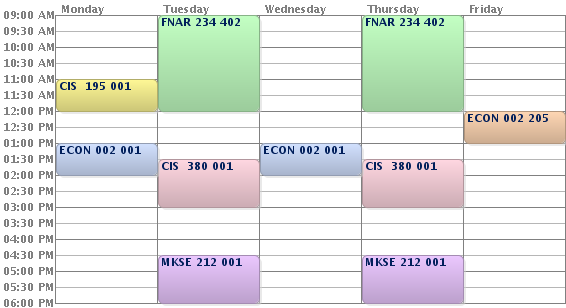 Monday Tuesday Wednesday Thursday Friday
09:00 AM FNAR 234 402 FNAR 234 402
09:30 AM
10:00 AM
10:30 AM
11:00 AM CIS 195 001
11:30 AM
12:00 PM ECON 002 205
12:30 PM
01:00 PM ECON 002 001 ECON 002 001
01:30 PM CIS 380 001 CIS 380 001
02:00 PM
02:30 PM
03:00 PM
03:30 PM
04:00 PM
04:30 PM MKSE 212 001 MKSE 212 001
05:00 PM
05:30 PM
06:00 PM